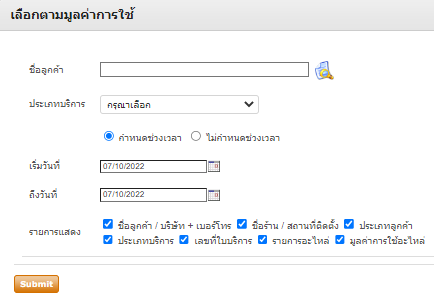 เลือกตามมูลค่าการใช้
ชื่อลูกค้า
ประเภทบริการ กรุณาเลือก
กำหนดช่วงเวลา ไม่กำหนดช่วงเวลา
เริ่มวันที่ 07/10/2022
ถึงวันที่ 07/10/2022
รายการแสดง ชื่อลูกค้า / บริษัท + เบอร์โทร ชื่อร้าน / สถานที่ติดตั้ง ประเภทลูกค้า
ประเภทบริการ เลขที่ใบบริการ รายการอะไหล่ มูลค่าการใช้อะไหล่
Submit